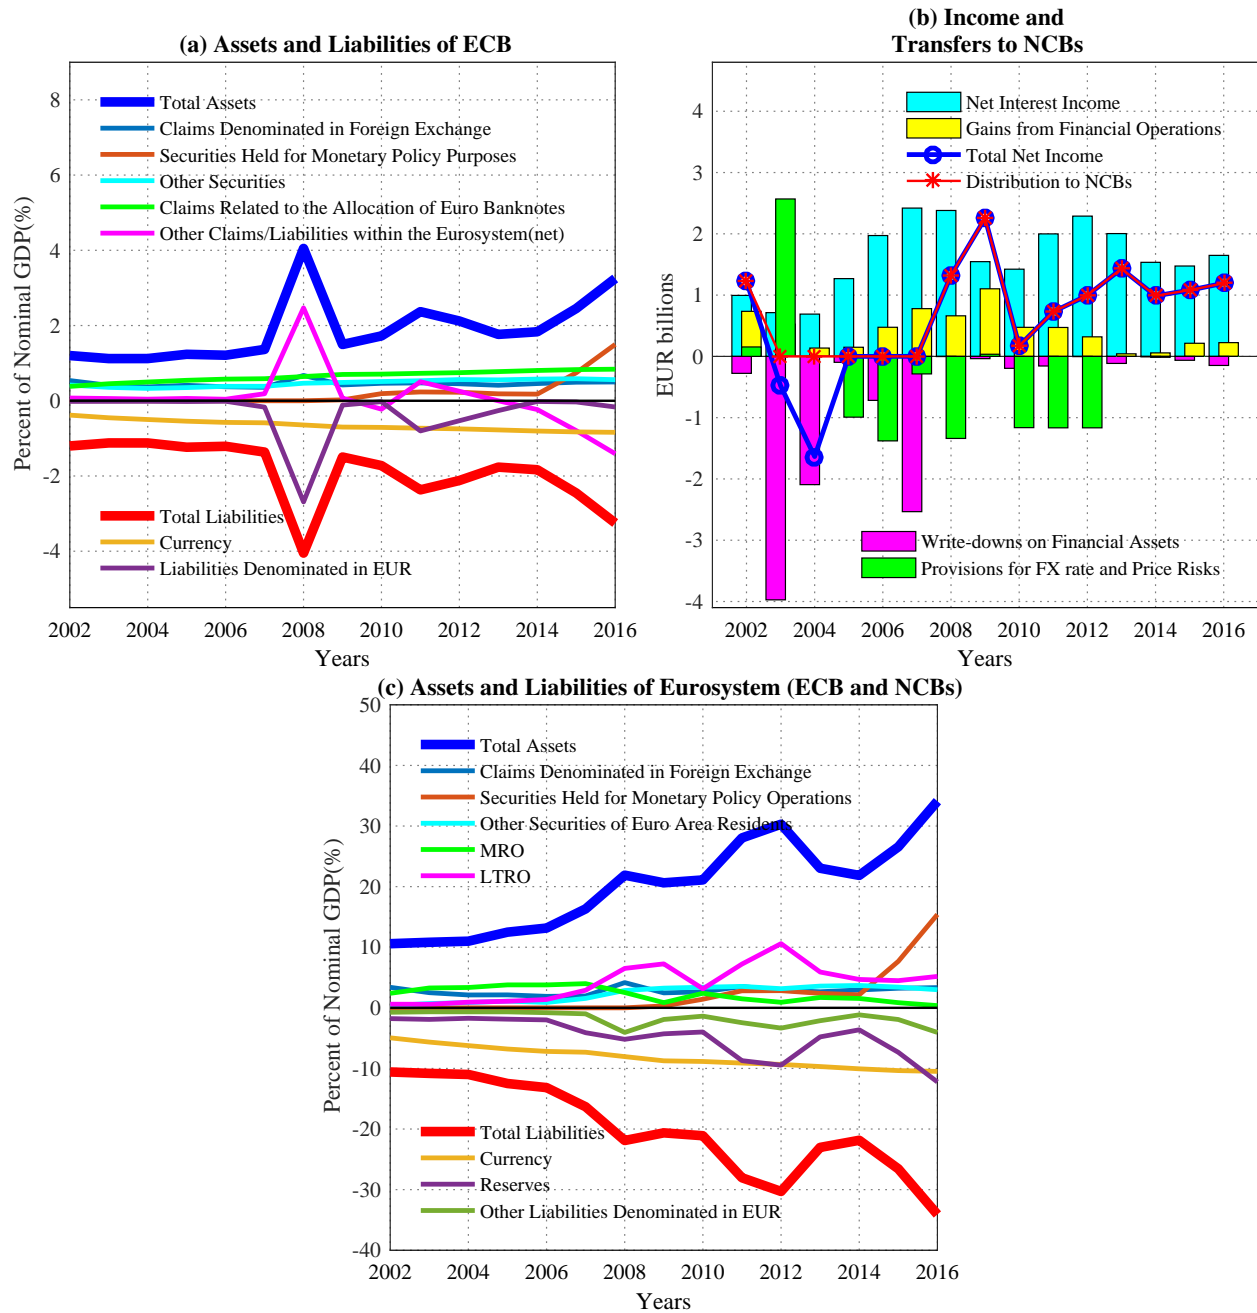 (a) Assets and Liabilities of ECB
8
6
4
2
0
-2
-4
Percent of Nominal GDP(%)
Total Assets
Claims Denominated in Foreign Exchange
Securities Held for Monetary Policy Purposes
Other Securities
Claims Related to the Allocation of Euro Banknotes
Other Claims/Liabilities within the Eurosystem(net)
Total Liabilities
Currency
Liabilities Denominated in EUR
2002 2004 2006 2008 2010 2012 2014 2016
Years
(b) Income and
Transfers to NCBs
4
3
2
1
0
-1
-2
-3
-4
EUR billions
Net Interest Income
Gains from Financial Operations
Total Net Income
Distribution to NCBs
Write-downs on Financial Assets
Provisions for FX rate and Price Risks
2002 2004 2006 2008 2010 2012 2014 2016
Years
(c) Assets and Liabilities of Eurosystem (ECB and NCBs)
50
40
30
20
10
0
-10
-20
-30
-40
Percent of Nominal GDP(%)
Total Assets
Claims Denominated in Foreign Exchange
Securities Held for Monetary Policy Operations
Other Securities of Euro Area Residents
MRO
LTRO
Total Liabilities
Currency
Reserves
Other Liabilities Denominated in EUR
2002 2004 2006 2008 2010 2012 2014 2016
Years